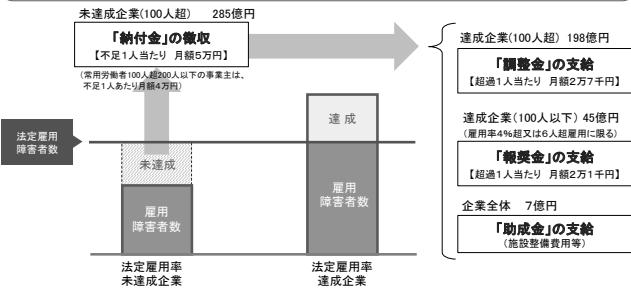 未達成企業(100人超)　285億円
「納付金」の徴収
【不足1人当たり　月額5万円】
(常用労働者100人超200人以下の事業主は、
不足1人あたり月額4万円)
達成企業(100人超)　198億円
「調整金」の支給
【超過1人当たり　月額2万7千円】
達成企業(100人以下)　45億円
(雇用率4%超又は6人超雇用に限る)
「報奨金」の支給
【超過1人当たり　月額2万1千円】
企業全体　7億円
「助成金」の支給
(施設整備費用等)
法定雇用
障害者数
未達成
雇用
障害者数
達 成
雇用
障害者数
法定雇用率
未達成企業
法定雇用率
達成企業